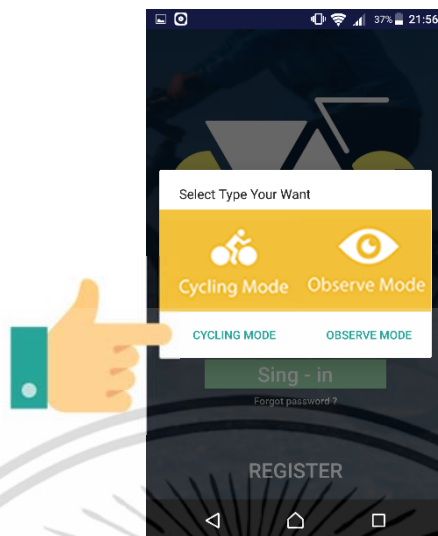 37% 21:56
Select Type Your Want
Cycling Mode Observe Mode
CYCLING MODE OBSERVE MODE
Sing - in
Forgot password ?
REGISTER